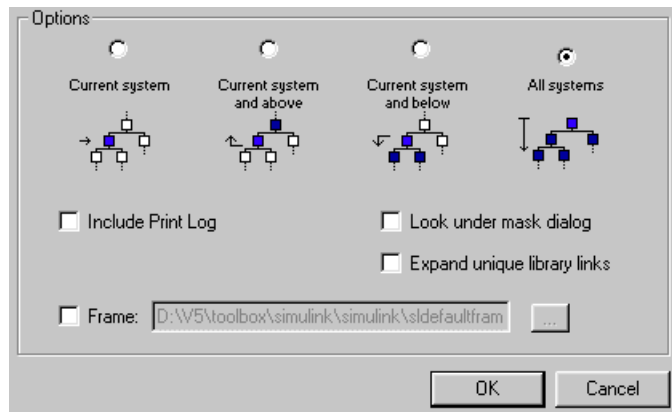 Options
Current system
Current system
and above
Current system
and below
All systems
Include Print Log
Look under mask dialog
Expand unique library links
Frame: D:\V5\toolbox\simulink\simulink\sldefaultfram ...
OK Cancel